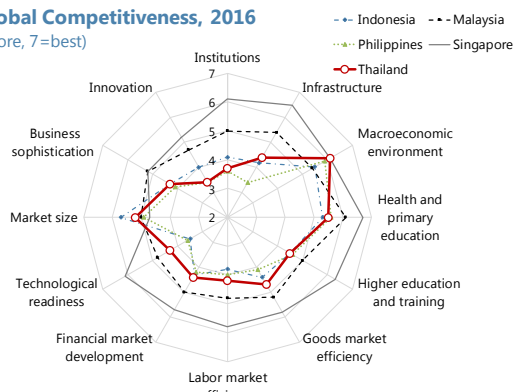 obal Competitiveness, 2016
ore, 7=best)
Indonesia
Malaysia
Philippines
Singapore
Thailand
Institutions
Infrastructure
Macroeconomic
environment
Health and
primary
education
Higher education
and training
Goods market
efficiency
Labor market
Financial market
development
Technological
readiness
Market size
Business
sophistication
Innovation
7
6
5
4
3
2